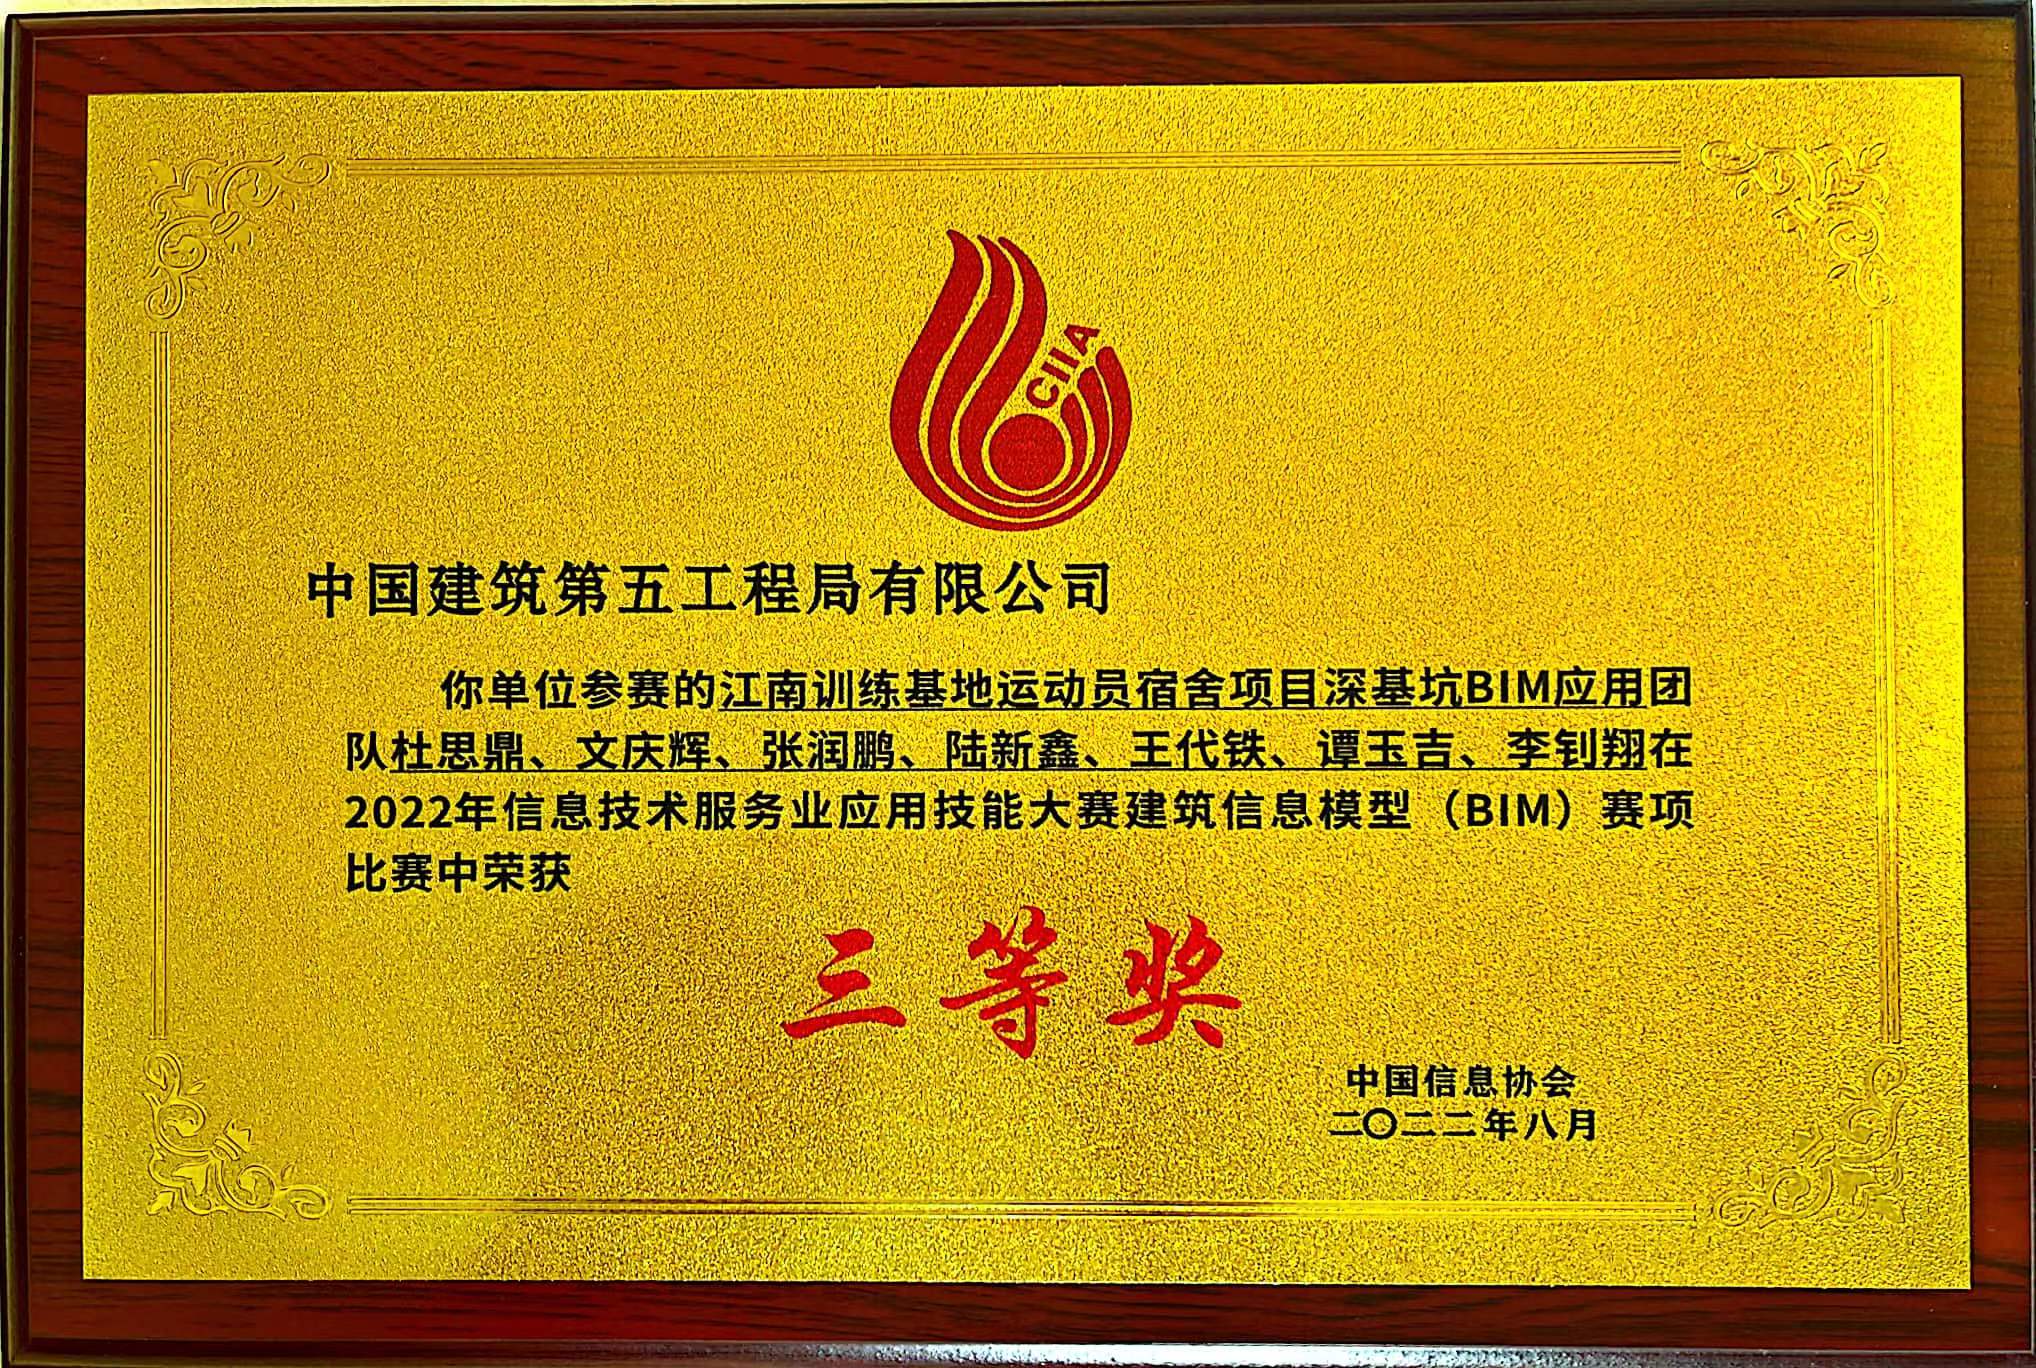 CIIA
中国建筑第五工程局有限公司
你单位参赛的江南训练基地运动员宿舍项目深基坑BIM应用团
队杜思鼎、文庆辉、张润鹏、陆新鑫、王代铁、谭玉吉、李钊翔在
2022年信息技术服务业应用技能大赛建筑信息模型（BIM）赛项
比赛中荣获
三等奖
中国信息协会
二〇二二年八月